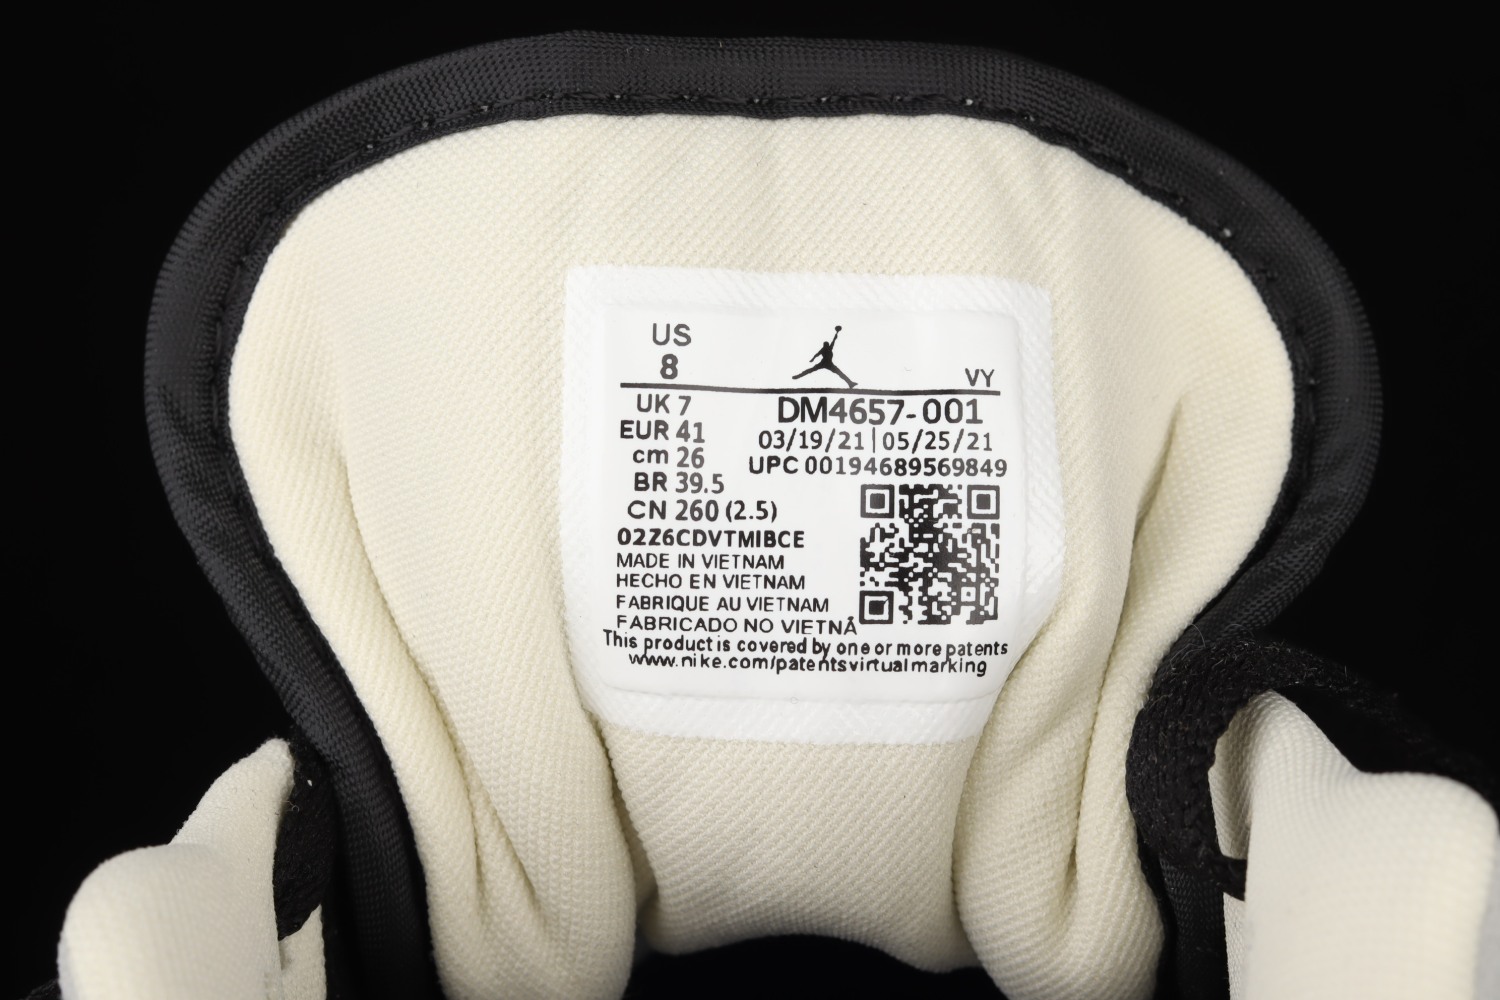 US
8
VY
UK 7
EUR 41
cm 26
BR 39.5
CN 260 (2.5)
DM4657-001
03/19/21|05/25/21
UPC 00194689569849
02Z6CDVTMIBCE
MADE IN VIETNAM
HECHO EN VIETNAM
FABRIQUE AU VIETNAM
FABRICADO NO VIETNÃ
This product is covered by one or more patents
www.nike.com/patentsvirtualmarking